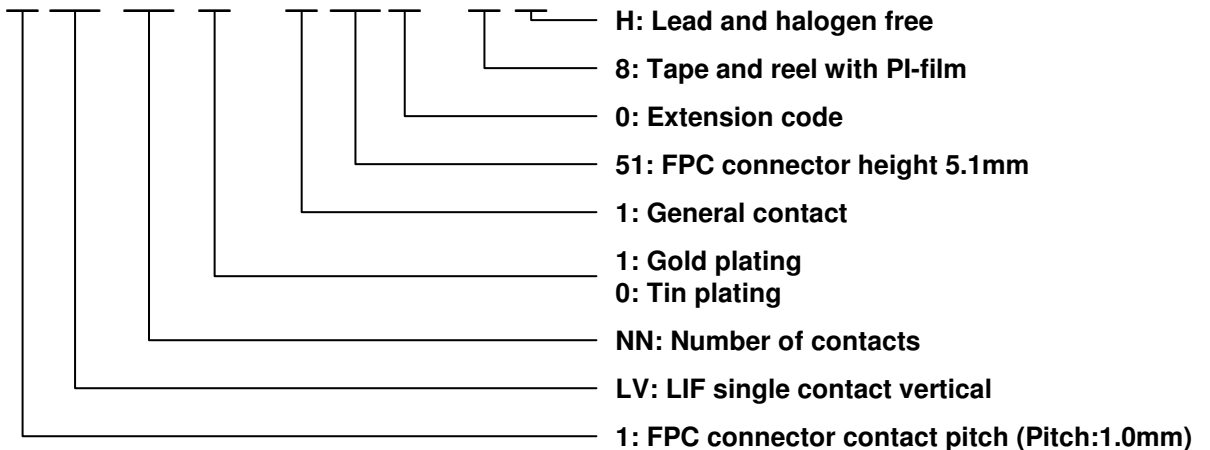 H: Lead and halogen free
8: Tape and reel with PI-film
0: Extension code
51: FPC connector height 5.1mm
1: General contact
1: Gold plating
0: Tin plating
NN: Number of contacts
LV: LIF single contact vertical
1: FPC connector contact pitch (Pitch:1.0mm)